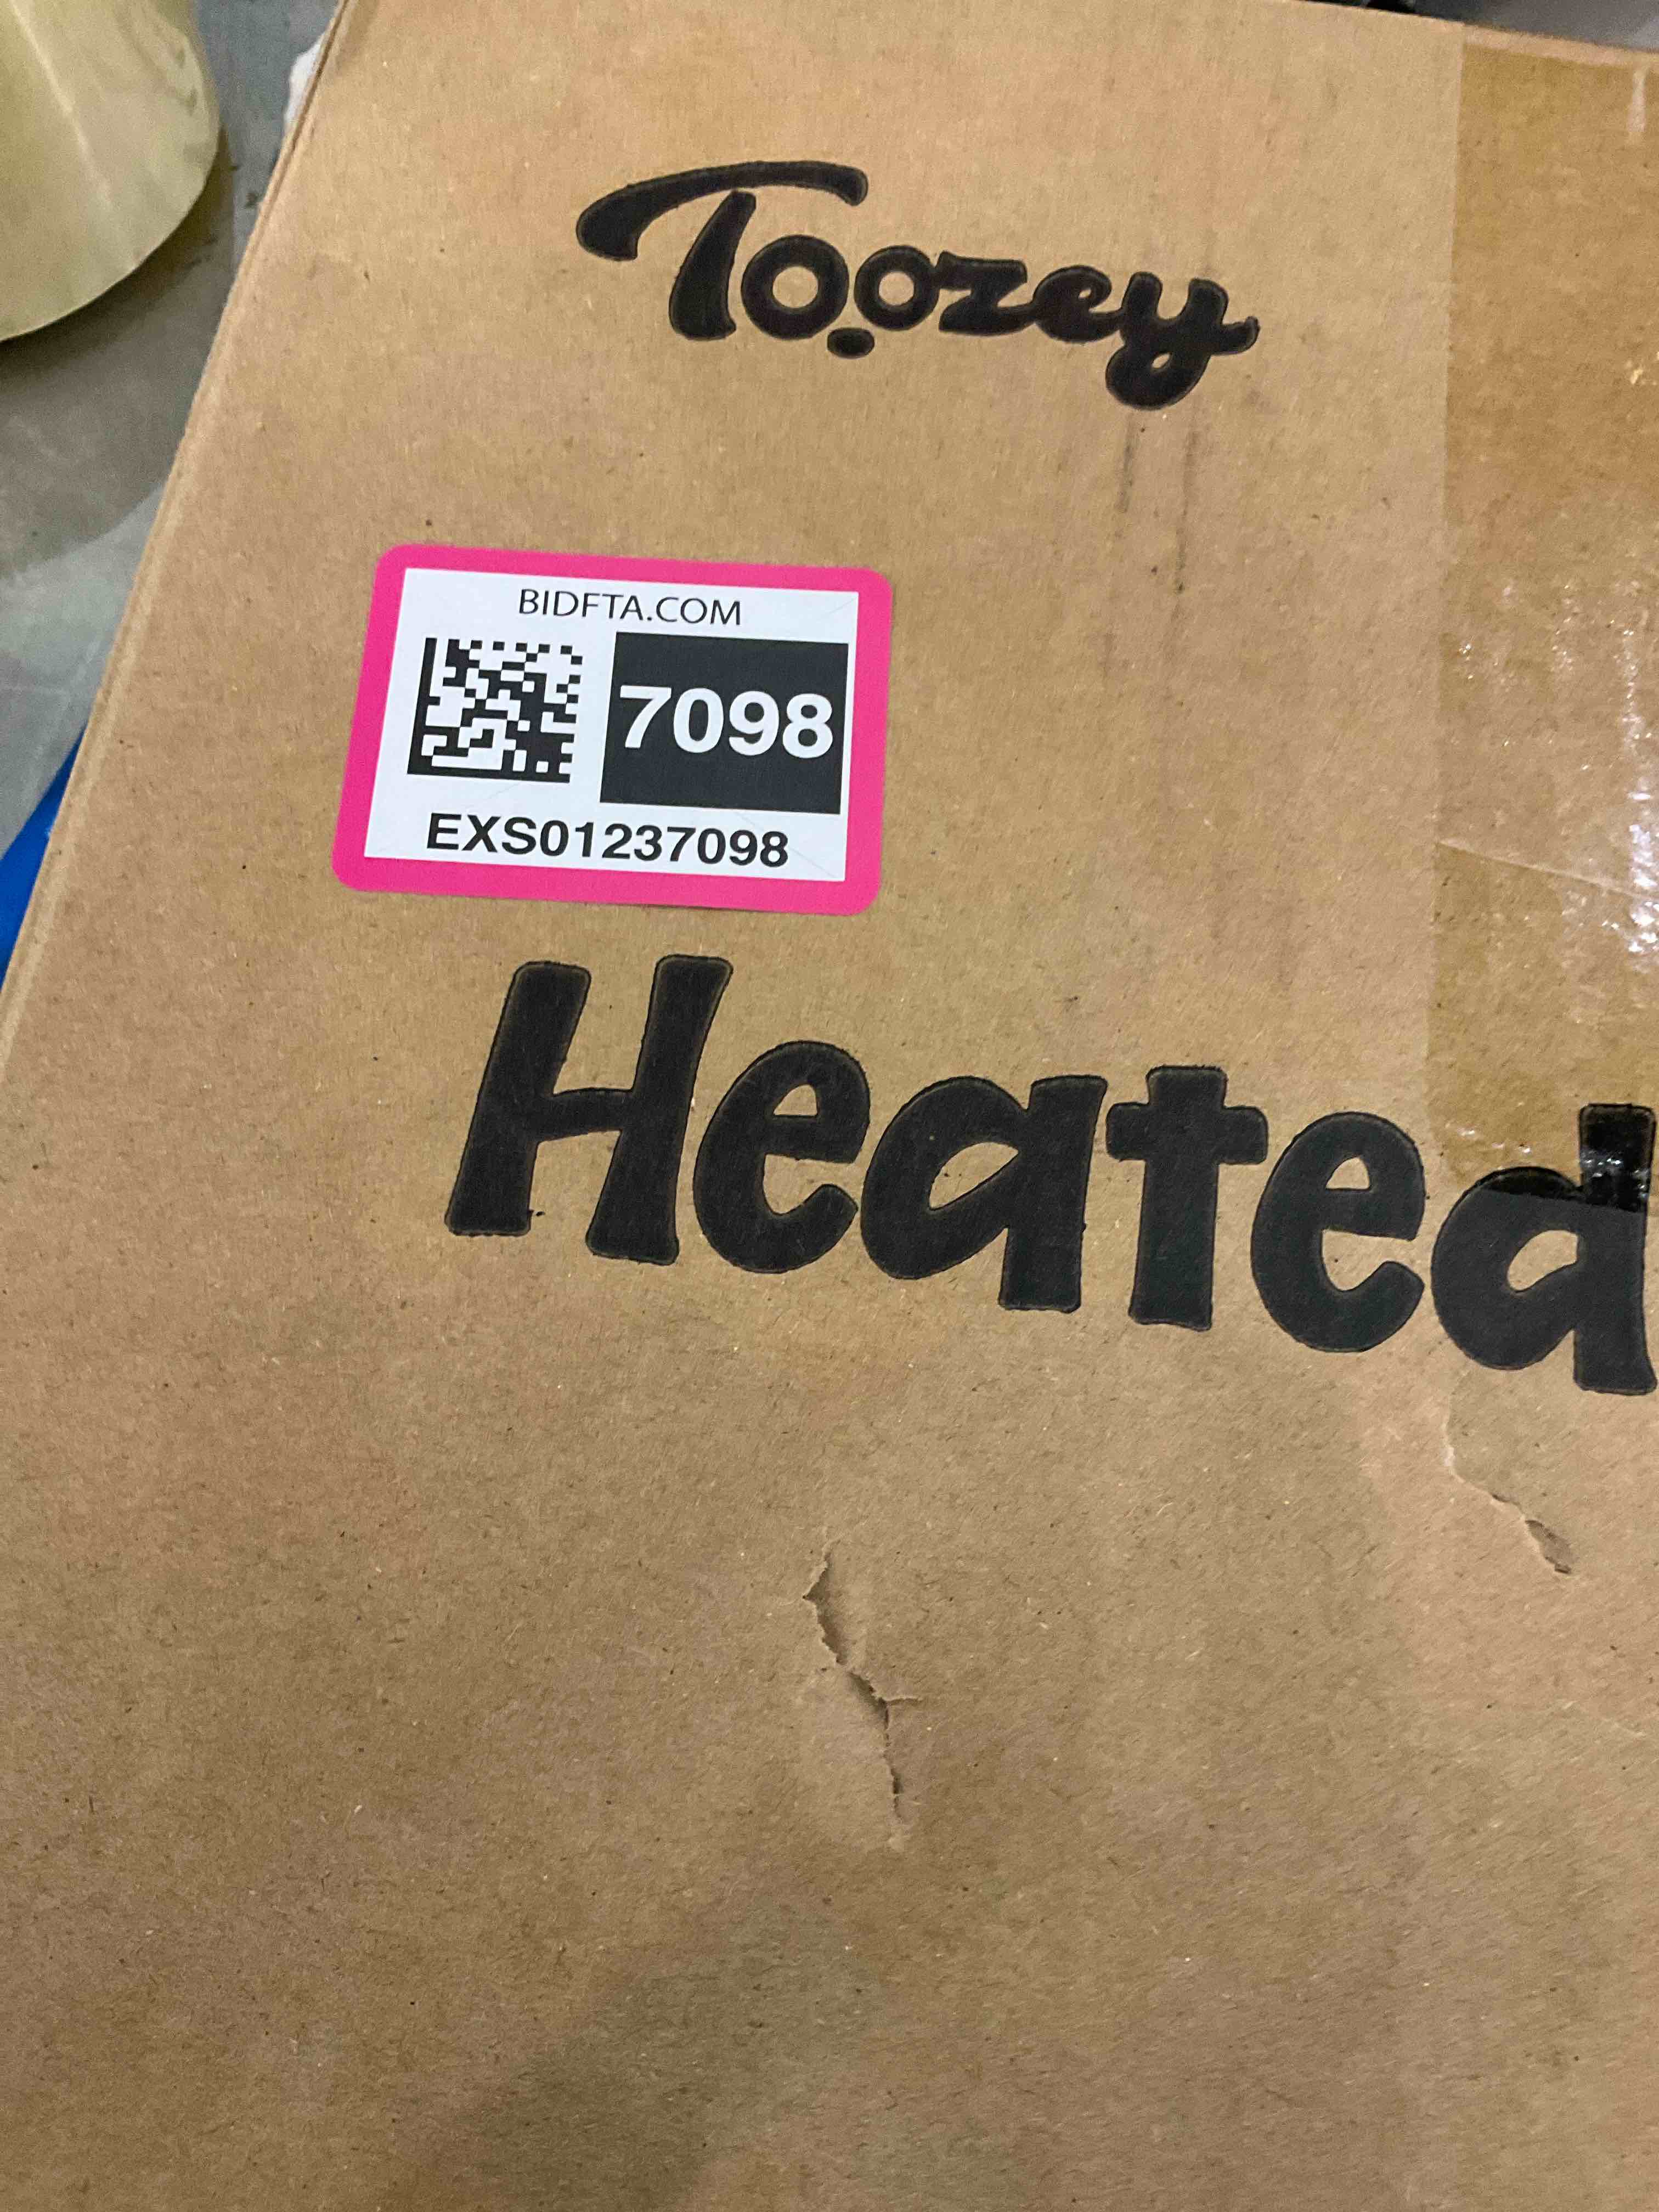 Toozey
BIDFTA.COM
7098
EXS01237098
Heated